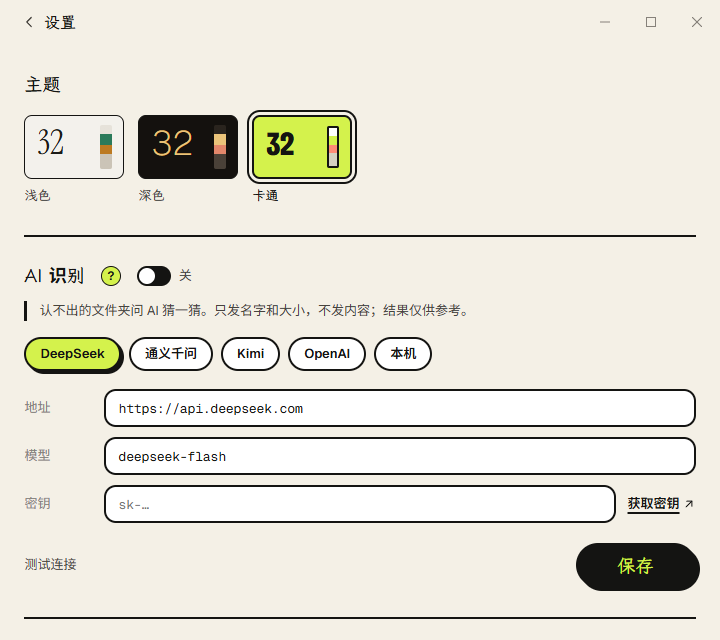 设置
主题
32
32
32
浅色
深色
卡通
AI 识别 ? 关
认不出的文件夹问 AI 猜一猜。只发名字和大小，不发内容；结果仅供参考。
DeepSeek 通义千问 Kimi OpenAI 本机
地址 https://api.deepseek.com
模型 deepseek-flash
密钥 sk-… 获取密钥 ↗
测试连接 保存